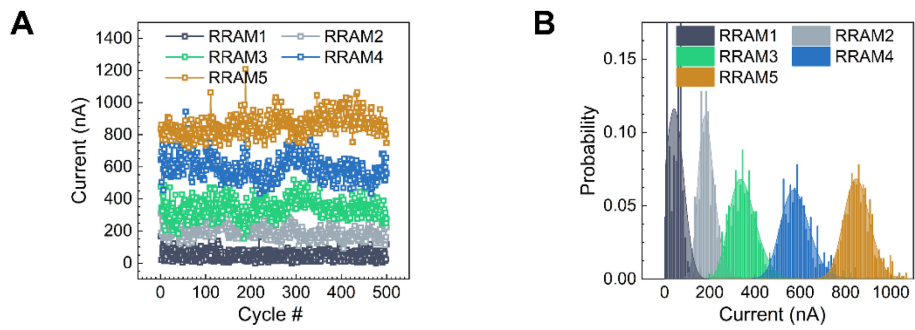 A
1400
1200
1000
800
600
400
200
0
Current (nA)
RRAM1 RRAM2
RRAM3 RRAM4
RRAM5
0 100 200 300 400 500
Cycle #
B
0.15
0.10
0.05
0.00
Probability
RRAM1 RRAM2
RRAM3 RRAM4
RRAM5
0 200 400 600 800 1000
Current (nA)